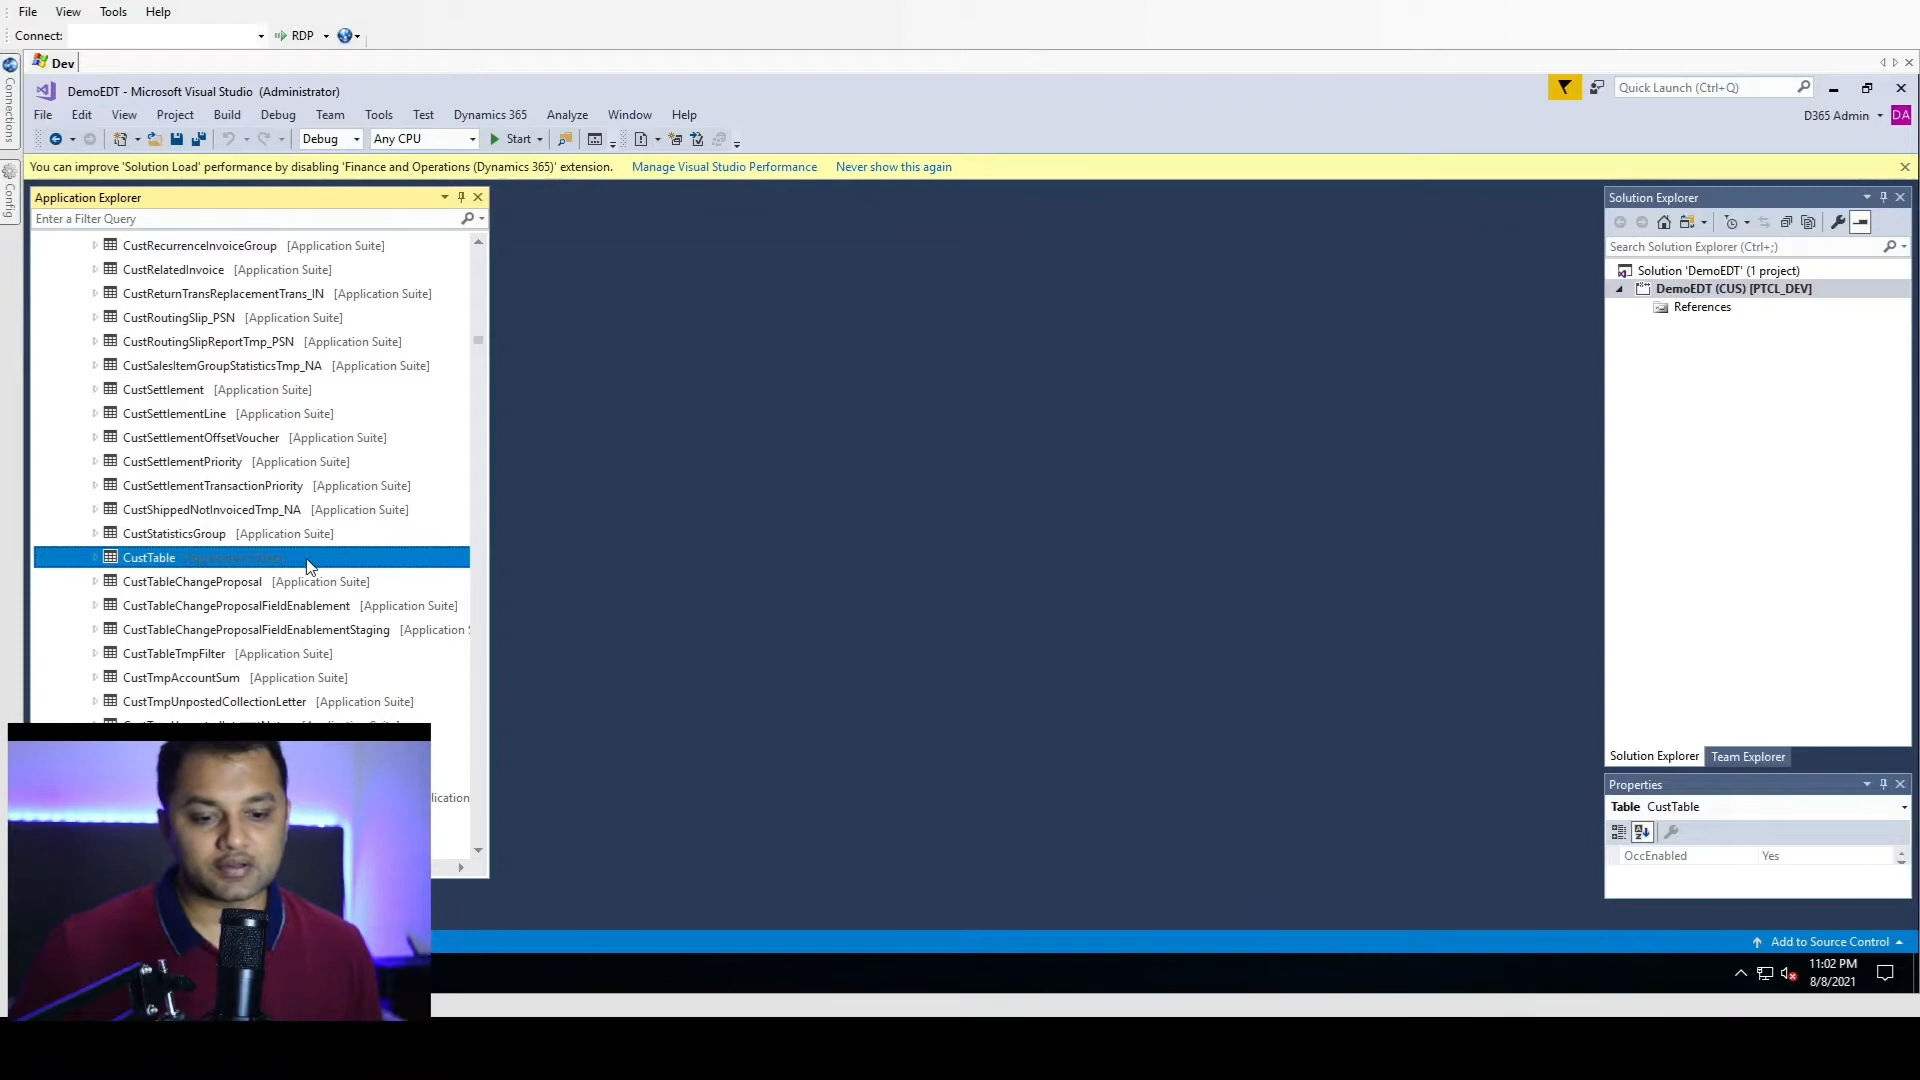 File View Tools Help
Connect: RDP
Dev
Connections
Config
DemoEDT - Microsoft Visual Studio (Administrator)
Quick Launch (Ctrl+Q)
File Edit View Project Build Debug Team Tools Test Dynamics 365 Analyze Window Help
D365 Admin DA
Debug Any CPU Start
You can improve 'Solution Load' performance by disabling 'Finance and Operations (Dynamics 365)' extension. Manage Visual Studio Performance Never show this again
Application Explorer
Enter a Filter Query
CustRecurrenceInvoiceGroup [Application Suite]
CustRelatedInvoice [Application Suite]
CustReturnTransReplacementTrans_IN [Application Suite]
CustRoutingSlip_PSN [Application Suite]
CustRoutingSlipReportTmp_PSN [Application Suite]
CustSalesItemGroupStatisticsTmp_NA [Application Suite]
CustSettlement [Application Suite]
CustSettlementLine [Application Suite]
CustSettlementOffsetVoucher [Application Suite]
CustSettlementPriority [Application Suite]
CustSettlementTransactionPriority [Application Suite]
CustShippedNotInvoicedTmp_NA [Application Suite]
CustStatisticsGroup [Application Suite]
CustTable
CustTableChangeProposal [Application Suite]
CustTableChangeProposalFieldEnablement [Application Suite]
CustTableChangeProposalFieldEnablementStaging [Application
CustTableTmpFilter [Application Suite]
CustTmpAccountSum [Application Suite]
CustTmpUnpostedCollectionLetter [Application Suite]
lication
Solution Explorer
Search Solution Explorer (Ctrl+;)
Solution 'DemoEDT' (1 project)
DemoEDT (CUS) [PTCL_DEV]
References
Solution Explorer Team Explorer
Properties
Table CustTable
OccEnabled Yes
Add to Source Control
11:02 PM
8/8/2021